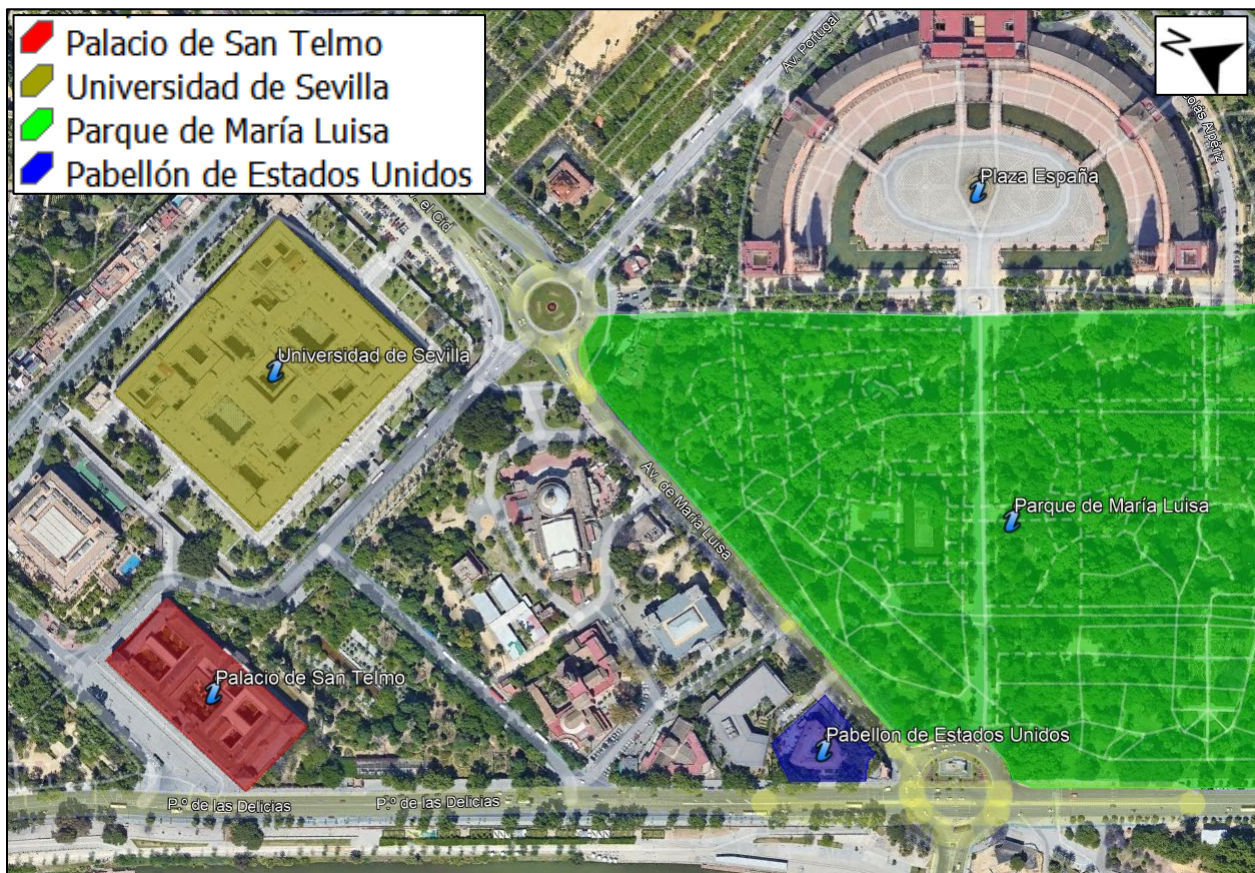 Palacio de San Telmo
Universidad de Sevilla
Parque de María Luisa
Pabellón de Estados Unidos
N
Av. Portugal
Plaza España
el Cid
Universidad de Sevilla
Av. de María Luisa
Parque de María Luisa
Palacio de San Telmo
Pabellon de Estados Unidos
P.º de las Delicias
P.º de las Delicias